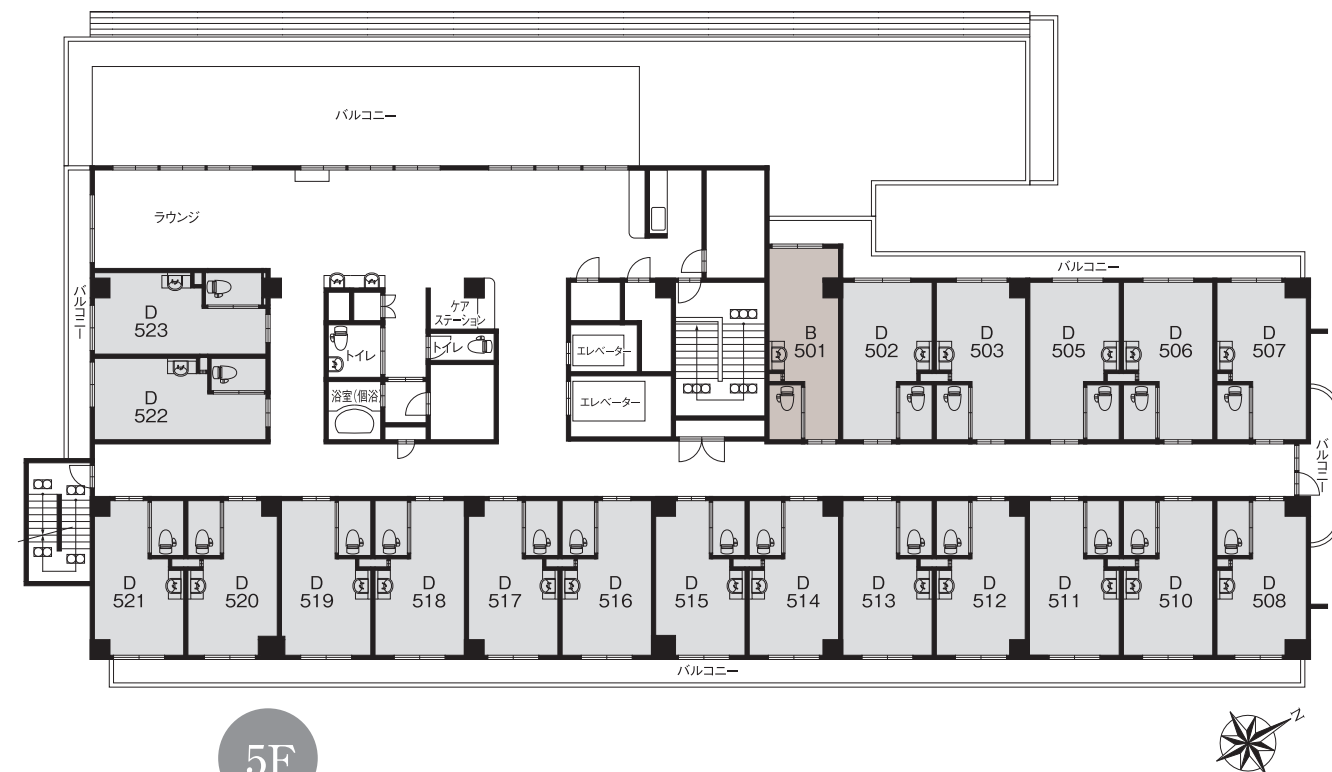 バルコニー
ラウンジ
バルコニー
バルコニー
D
523
D
522
ケア
ステーション
トイレ
トイレ
浴室(個浴)
エレベーター
エレベーター
B
501
D
502
D
503
D
505
D
506
D
507
バルコニー
D
521
D
520
D
519
D
518
D
517
D
516
D
515
D
514
D
513
D
512
D
511
D
510
D
508
バルコニー
5F
N